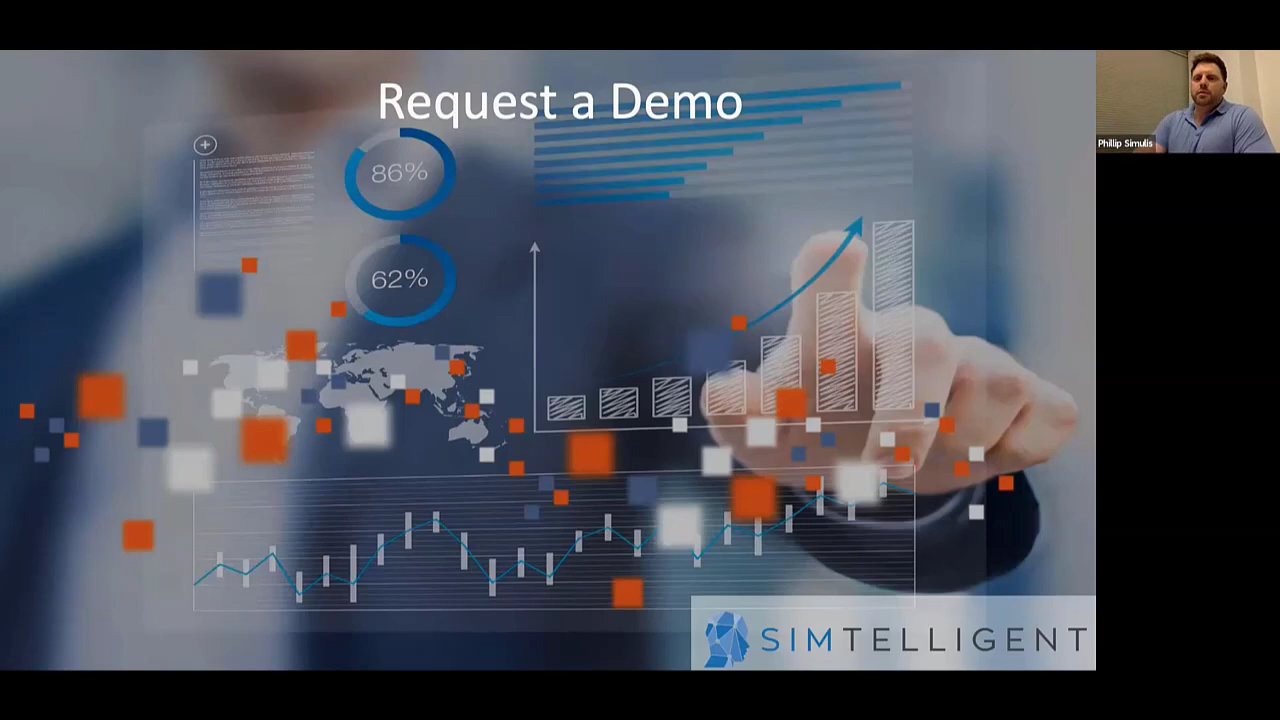 Request a Demo
86%
62%
Phillip Simulis
SIMTELLIGENT